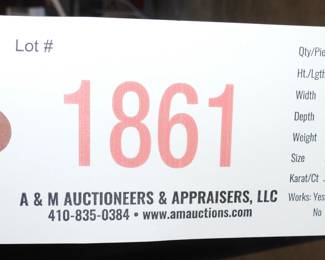 Lot #
1861
A & M AUCTIONEERS & APPRAISERS, LLC
410-835-0384 • www.amauctions.com
Qty/Pie
Ht./Lgth
Width
Depth
Weight
Size
Karat/Ct
Works: Yes
No